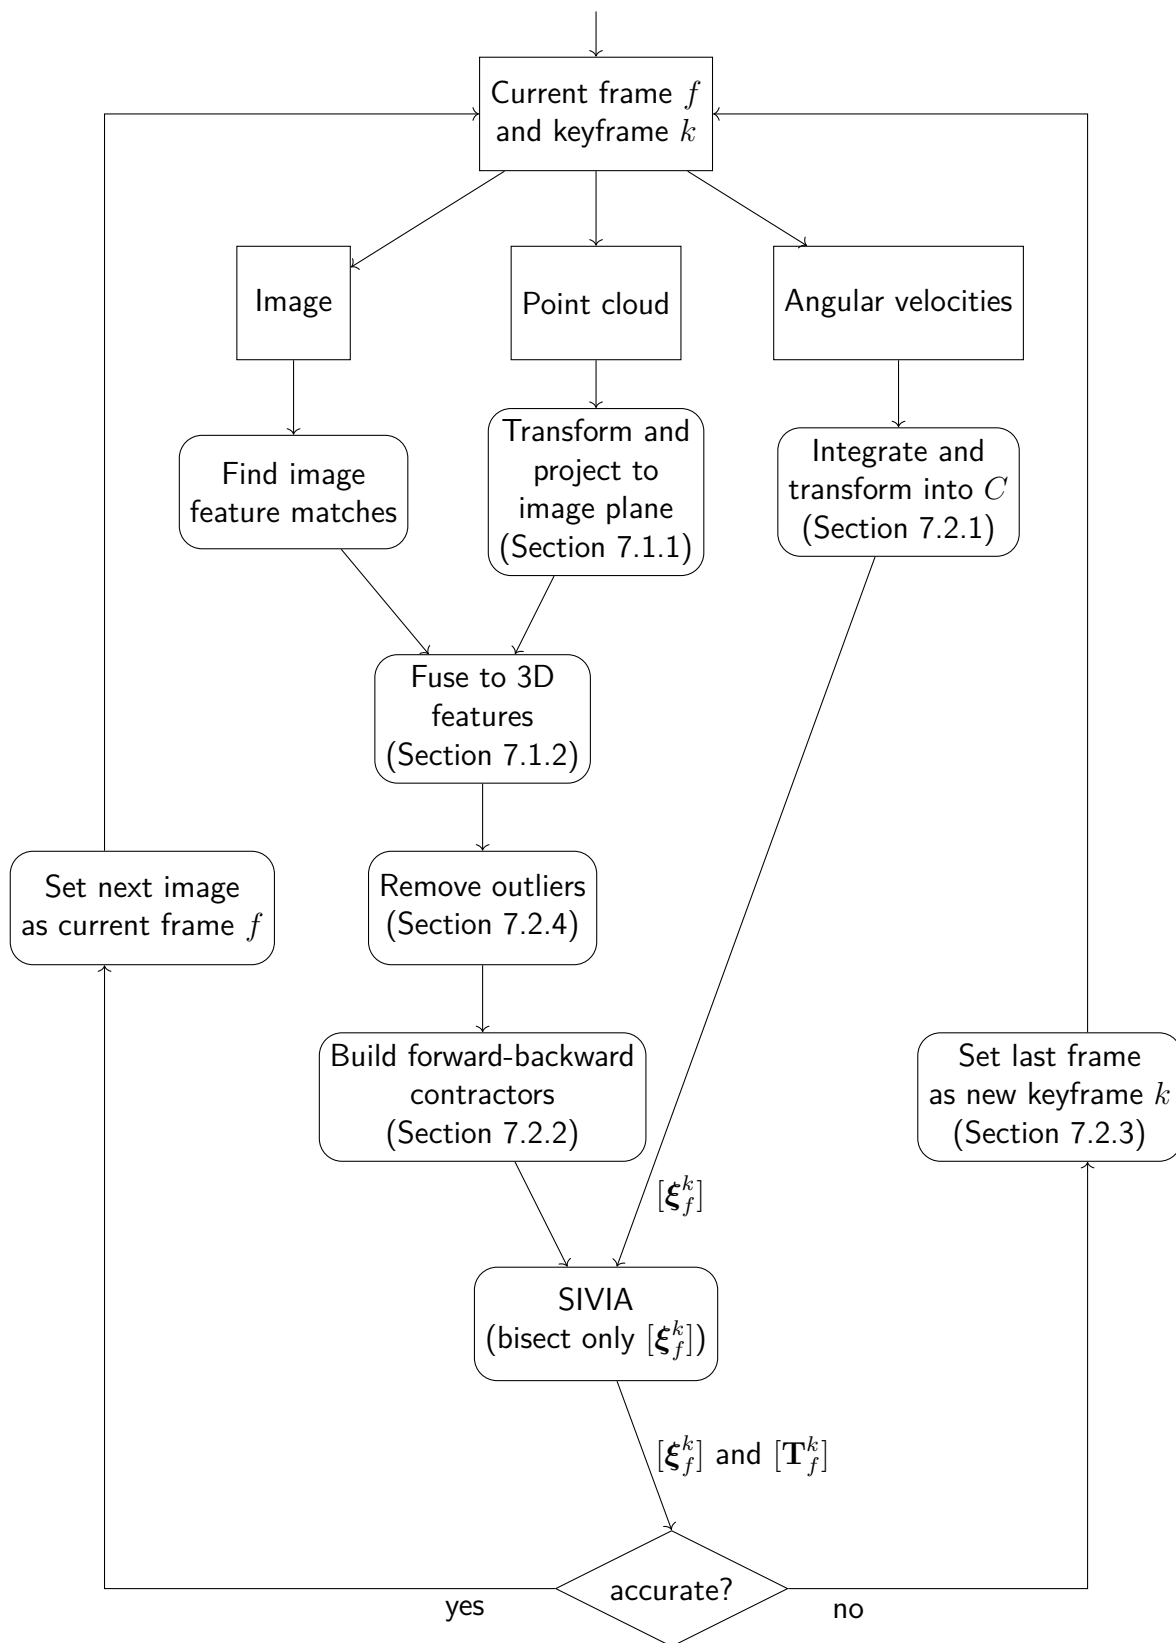 Current frame f
and keyframe k
Image
Point cloud
Angular velocities
Find image
feature matches
Transform and
project to
image plane
(Section 7.1.1)
Integrate and
transform into C
(Section 7.2.1)
Fuse to 3D
features
(Section 7.1.2)
Set next image
as current frame f
Remove outliers
(Section 7.2.4)
Build forward-backward
contractors
(Section 7.2.2)
Set last frame
as new keyframe k
(Section 7.2.3)
[ξ_f^k]
SIVIA
(bisect only [ξ_f^k])
[ξ_f^k] and [T_f^k]
accurate?
yes
no